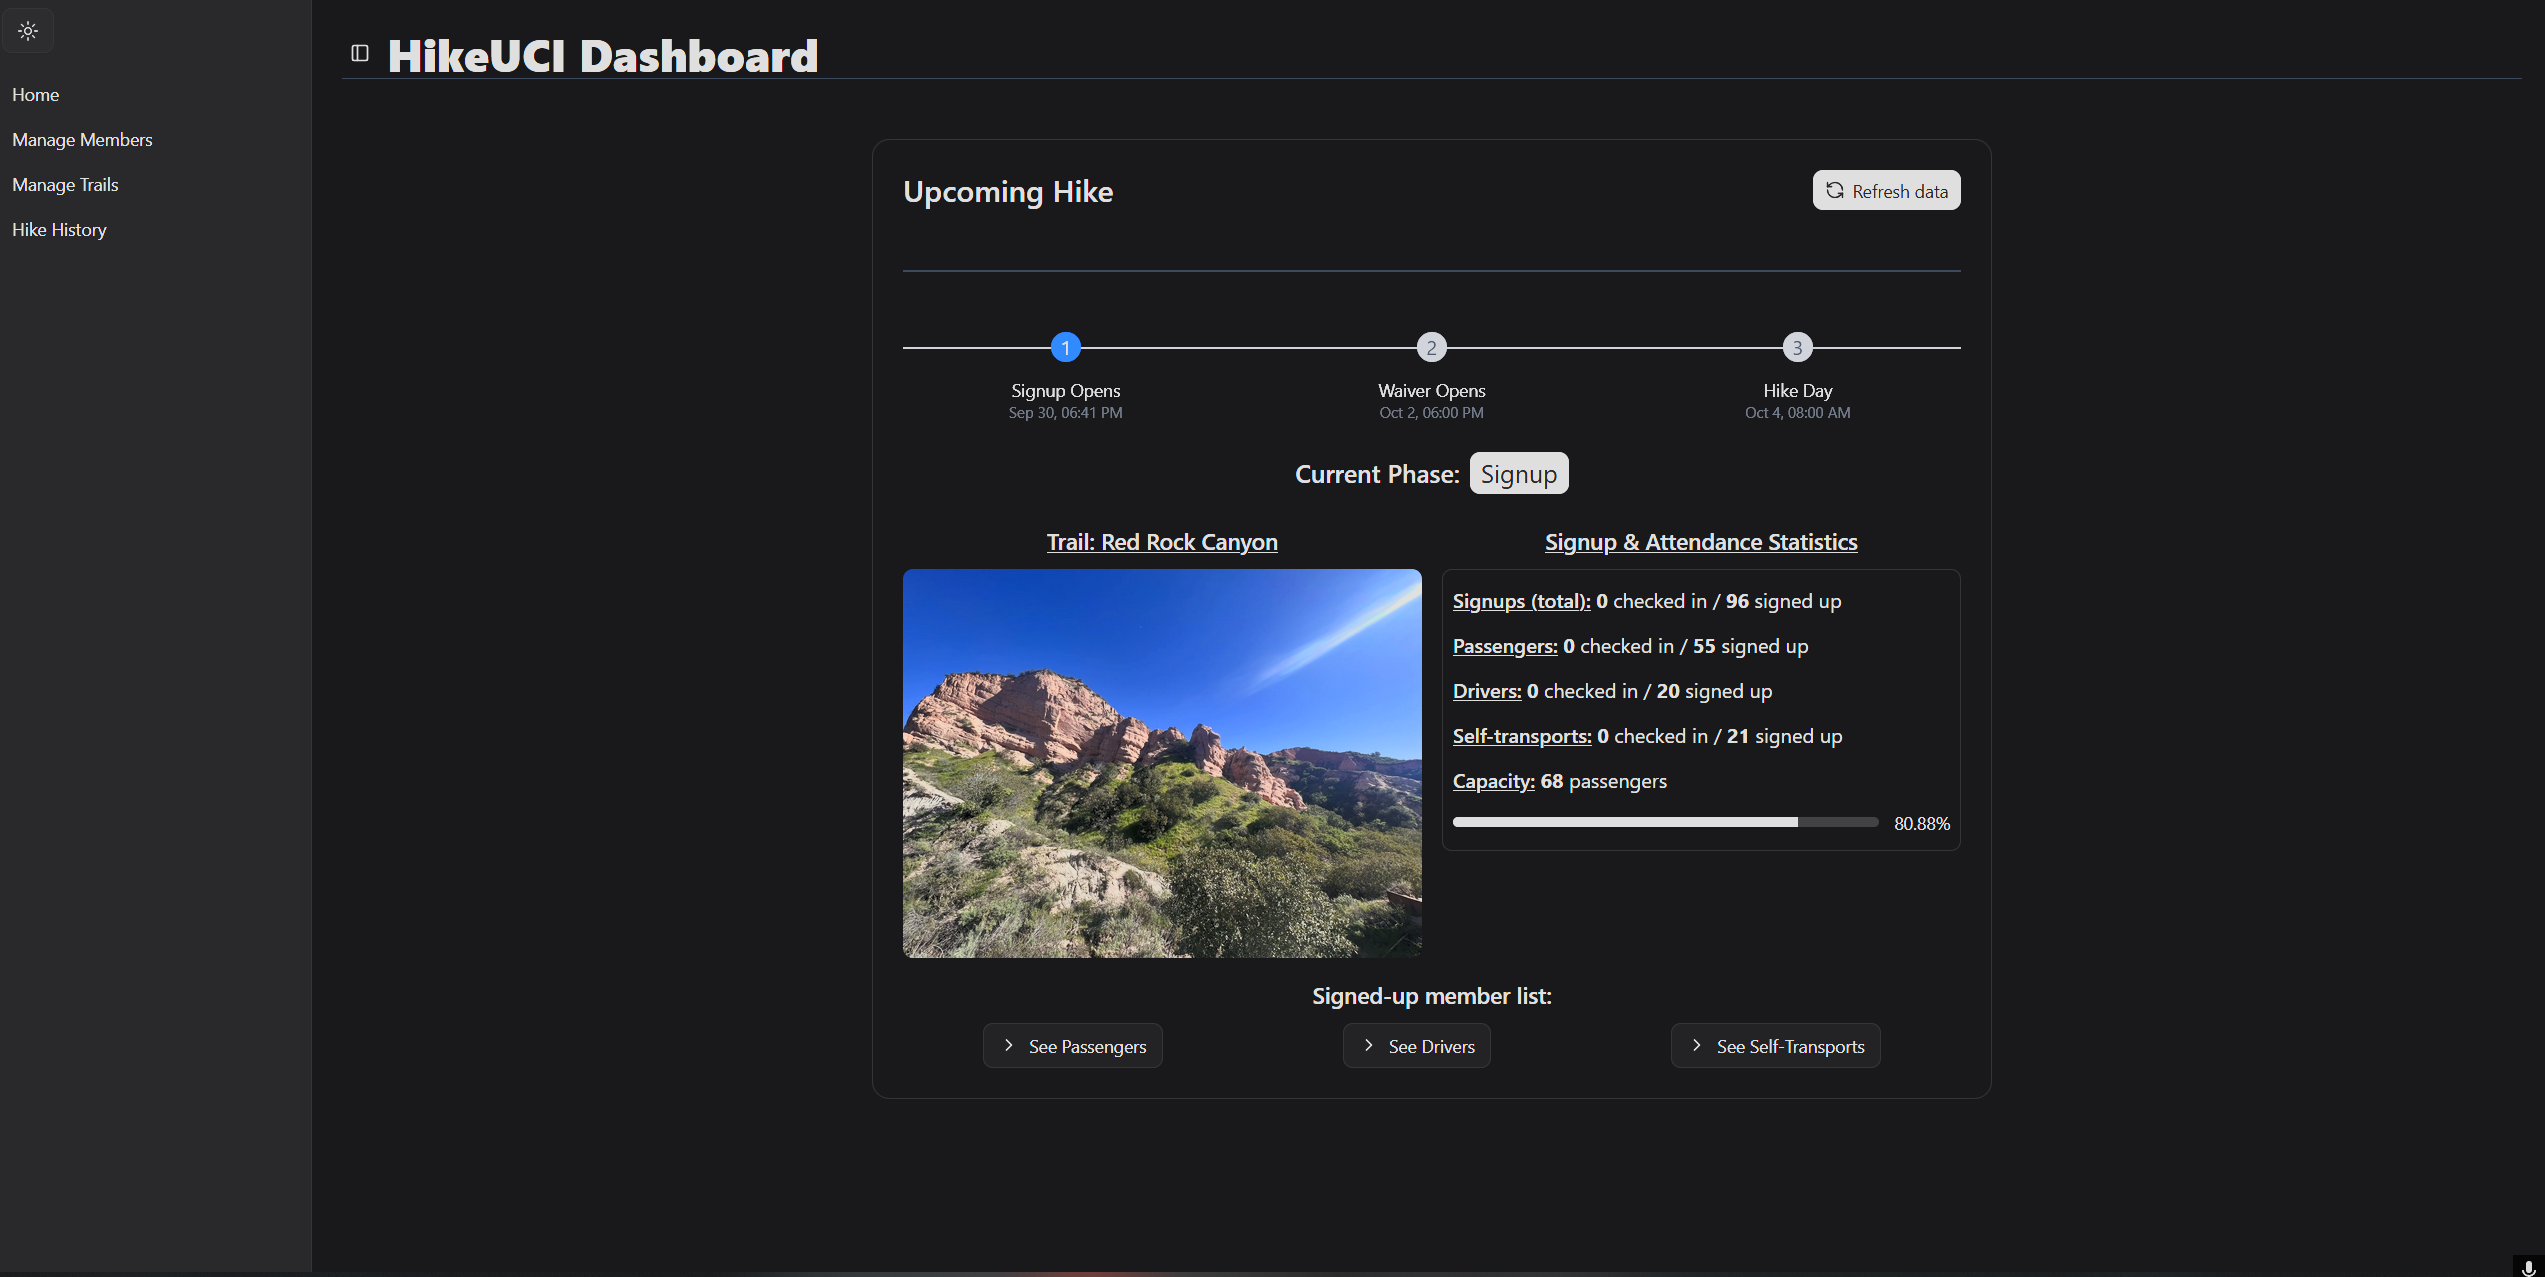 HikeUCI Dashboard
Home
Manage Members
Manage Trails
Hike History
Upcoming Hike
Refresh data
1
2
3
Signup Opens
Sep 30, 06:41 PM
Waiver Opens
Oct 2, 06:00 PM
Hike Day
Oct 4, 08:00 AM
Current Phase: Signup
Trail: Red Rock Canyon
Signup & Attendance Statistics
Signups (total): 0 checked in / 96 signed up
Passengers: 0 checked in / 55 signed up
Drivers: 0 checked in / 20 signed up
Self-transports: 0 checked in / 21 signed up
Capacity: 68 passengers
80.88%
Signed-up member list:
See Passengers
See Drivers
See Self-Transports